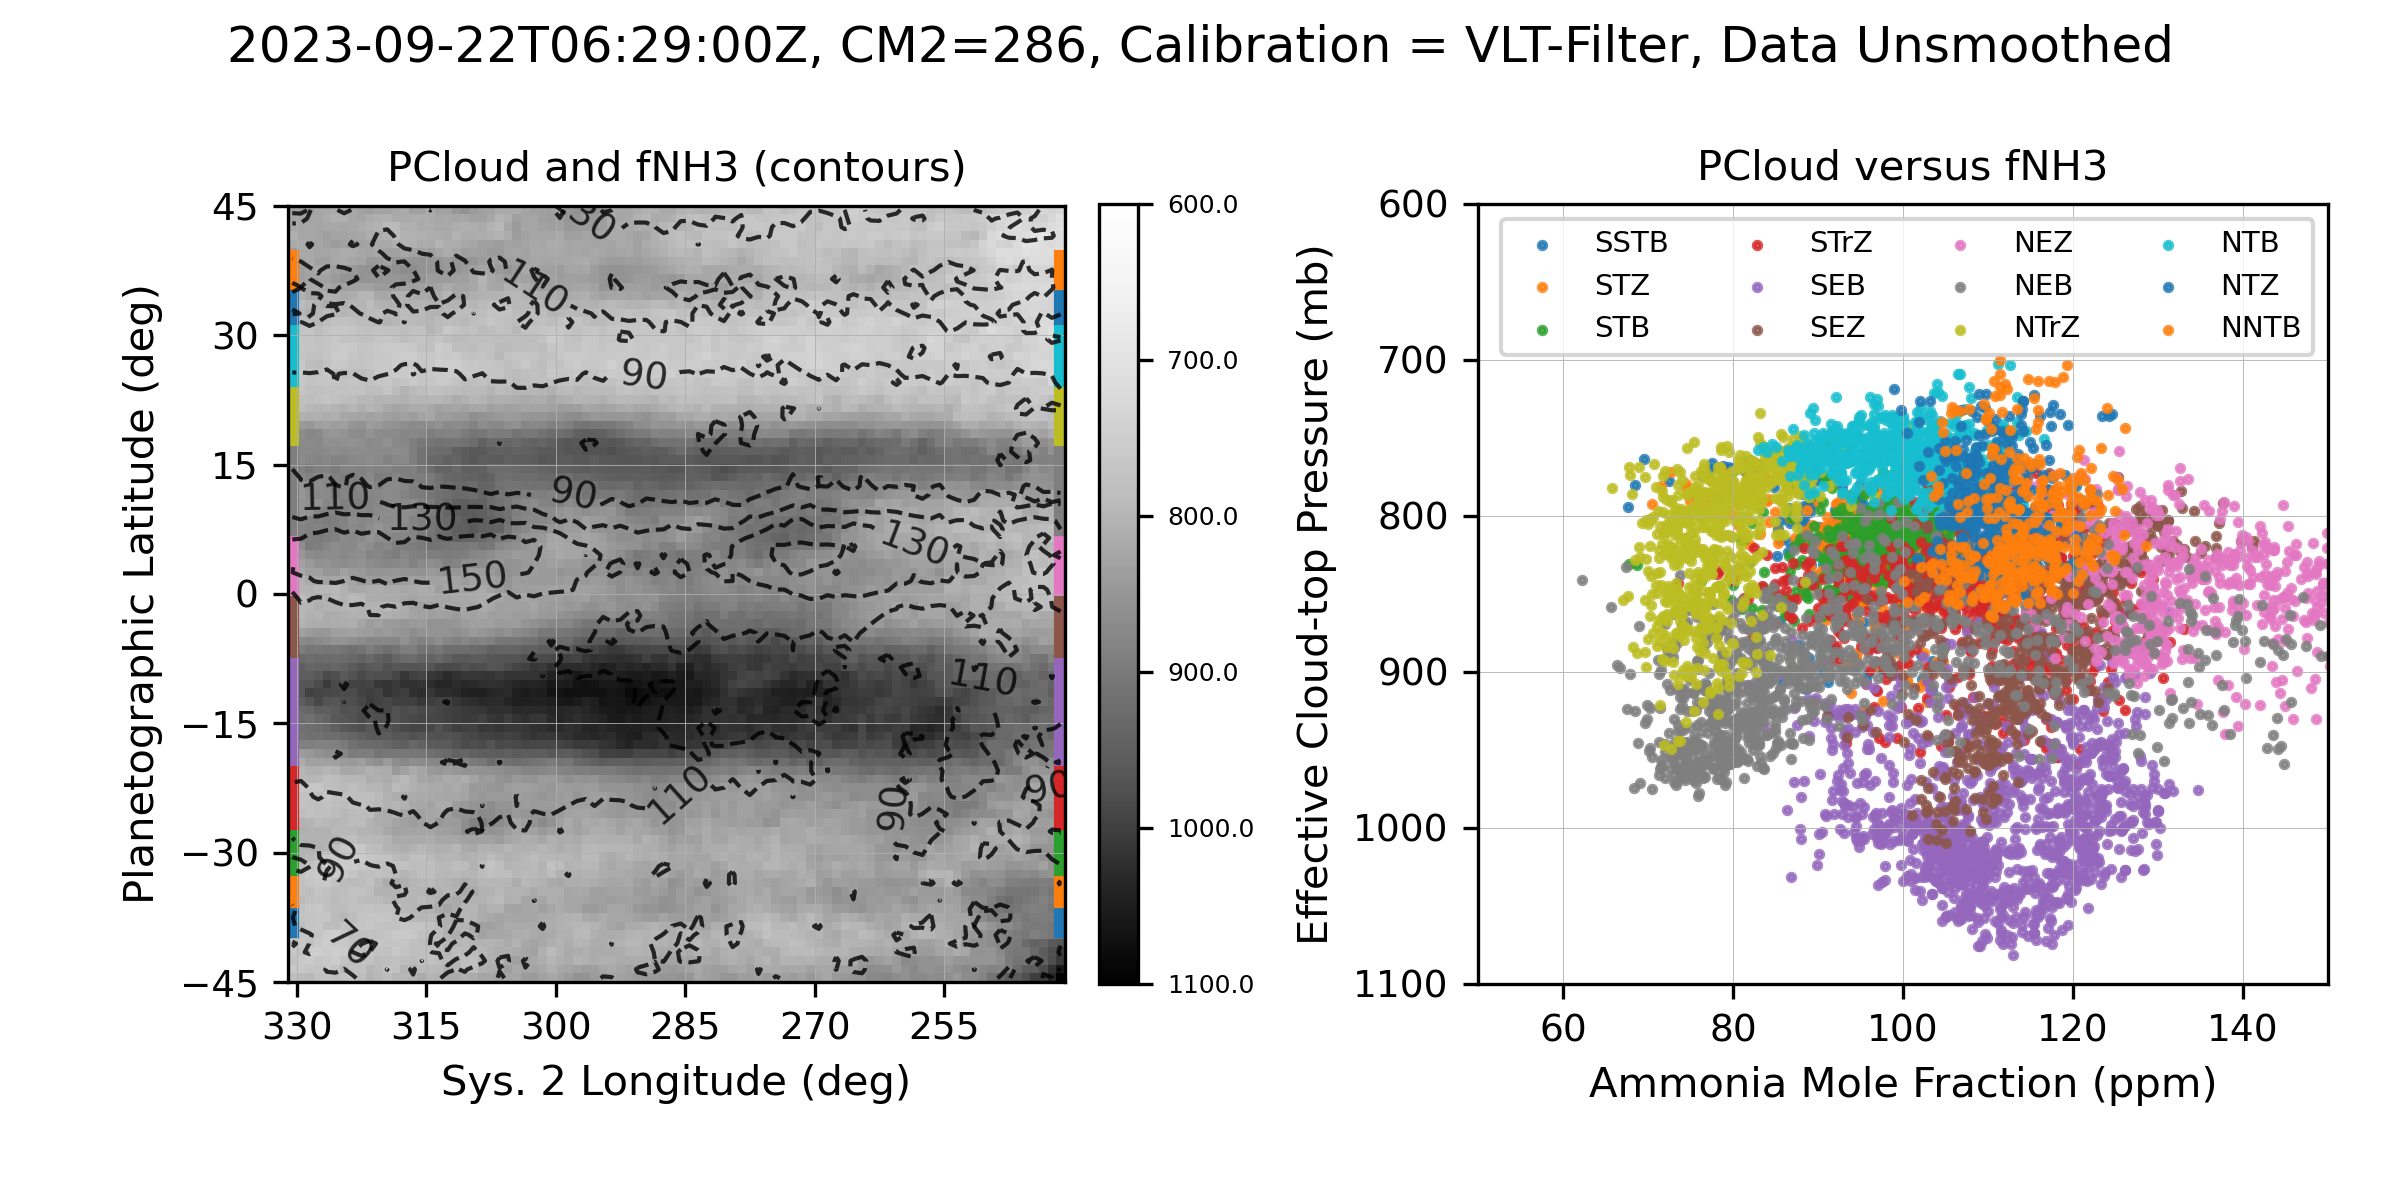 2023-09-22T06:29:00Z, CM2=286, Calibration = VLT-Filter, Data Unsmoothed
PCloud and fNH3 (contours)
Planetographic Latitude (deg)
45
30
15
0
−15
−30
−45
330 315 300 285 270 255
Sys. 2 Longitude (deg)
30
110
90
110
90
130
130
150
110
110
90
90
90
70
600.0
700.0
800.0
900.0
1000.0
1100.0
PCloud versus fNH3
Effective Cloud-top Pressure (mb)
600
700
800
900
1000
1100
SSTB STrZ NEZ NTB
STZ SEB NEB NTZ
STB SEZ NTrZ NNTB
60 80 100 120 140
Ammonia Mole Fraction (ppm)